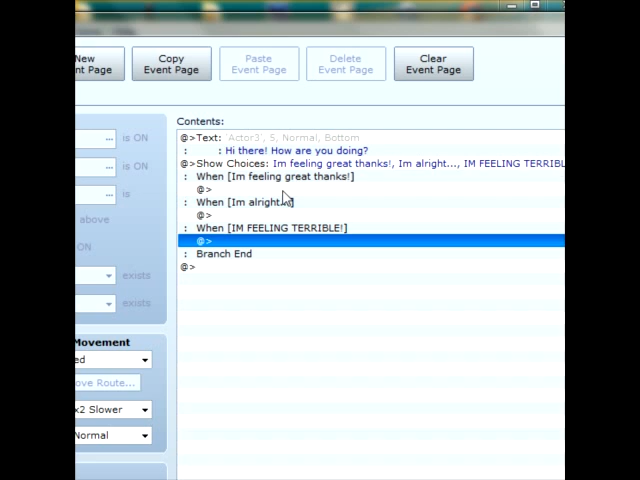 New
Event Page
Copy
Event Page
Paste
Event Page
Delete
Event Page
Clear
Event Page
Contents:
... is ON
... is ON
... is
above
ON
exists
exists
Movement
ed
ove Route...
x2 Slower
Normal
@>Text: 'Actor3', 5, Normal, Bottom
: : Hi there! How are you doing?
@>Show Choices: Im feeling great thanks!, Im alright..., IM FEELING TERRIBL
: When [Im feeling great thanks!]
@>
: When [Im alright...]
@>
: When [IM FEELING TERRIBLE!]
@>
: Branch End
@>